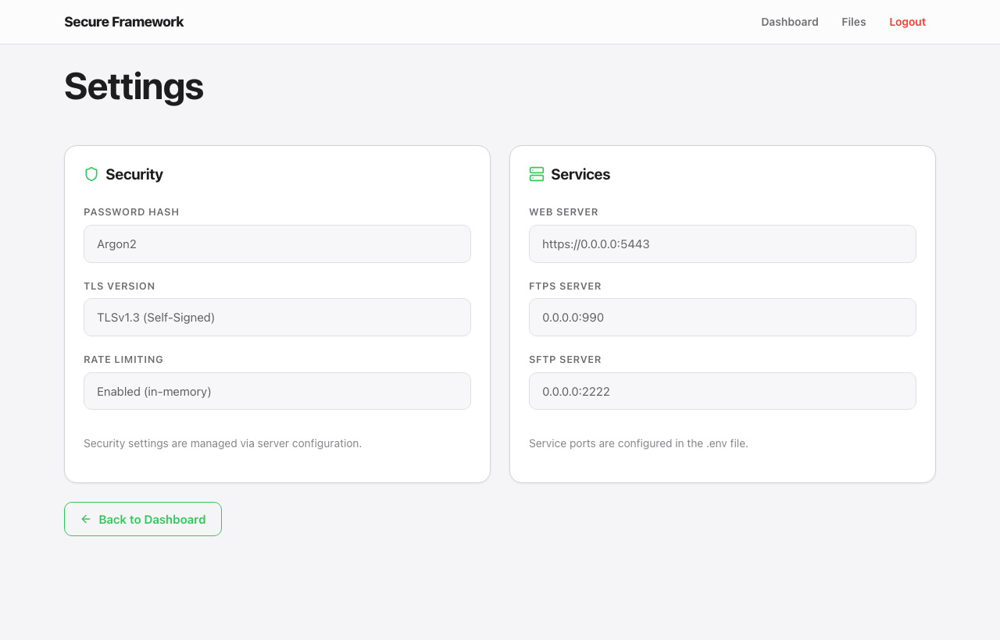 Secure Framework
Dashboard
Files
Logout
Settings
Security
PASSWORD HASH
Argon2
TLS VERSION
TLSv1.3 (Self-Signed)
RATE LIMITING
Enabled (in-memory)
Security settings are managed via server configuration.
Services
WEB SERVER
https://0.0.0.0:5443
FTPS SERVER
0.0.0.0:990
SFTP SERVER
0.0.0.0:2222
Service ports are configured in the .env file.
Back to Dashboard